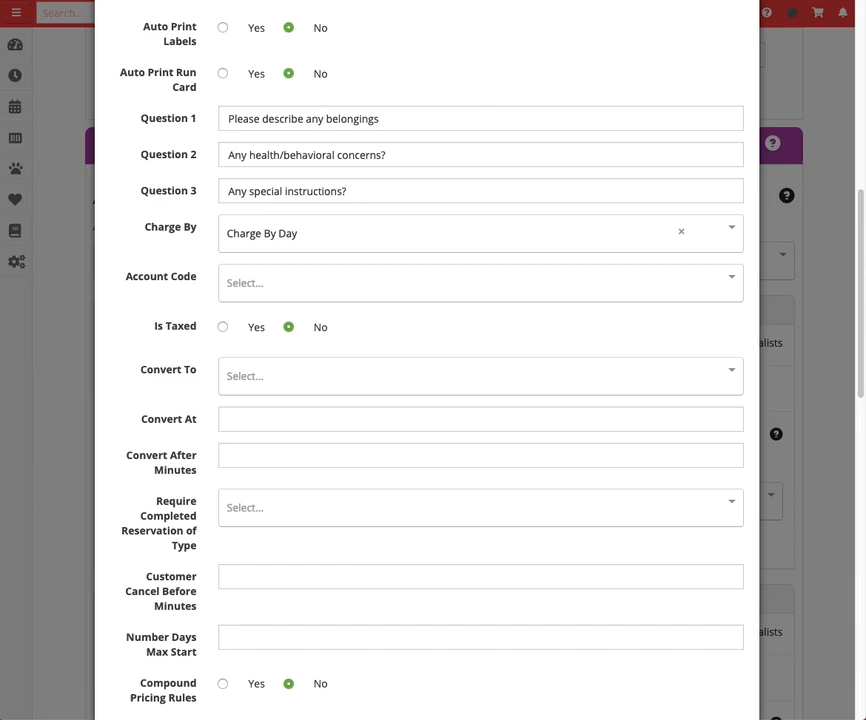 Search...
Auto Print Labels
Yes No
Auto Print Run Card
Yes No
Question 1 Please describe any belongings
Question 2 Any health/behavioral concerns?
Question 3 Any special instructions?
Charge By Charge By Day ×
Account Code Select...
Is Taxed Yes No
Convert To Select...
Convert At
Convert After
Minutes
Require
Completed
Reservation of
Type
Select...
Customer
Cancel Before
Minutes
Number Days
Max Start
Compound
Pricing Rules
Yes No
alists
alists